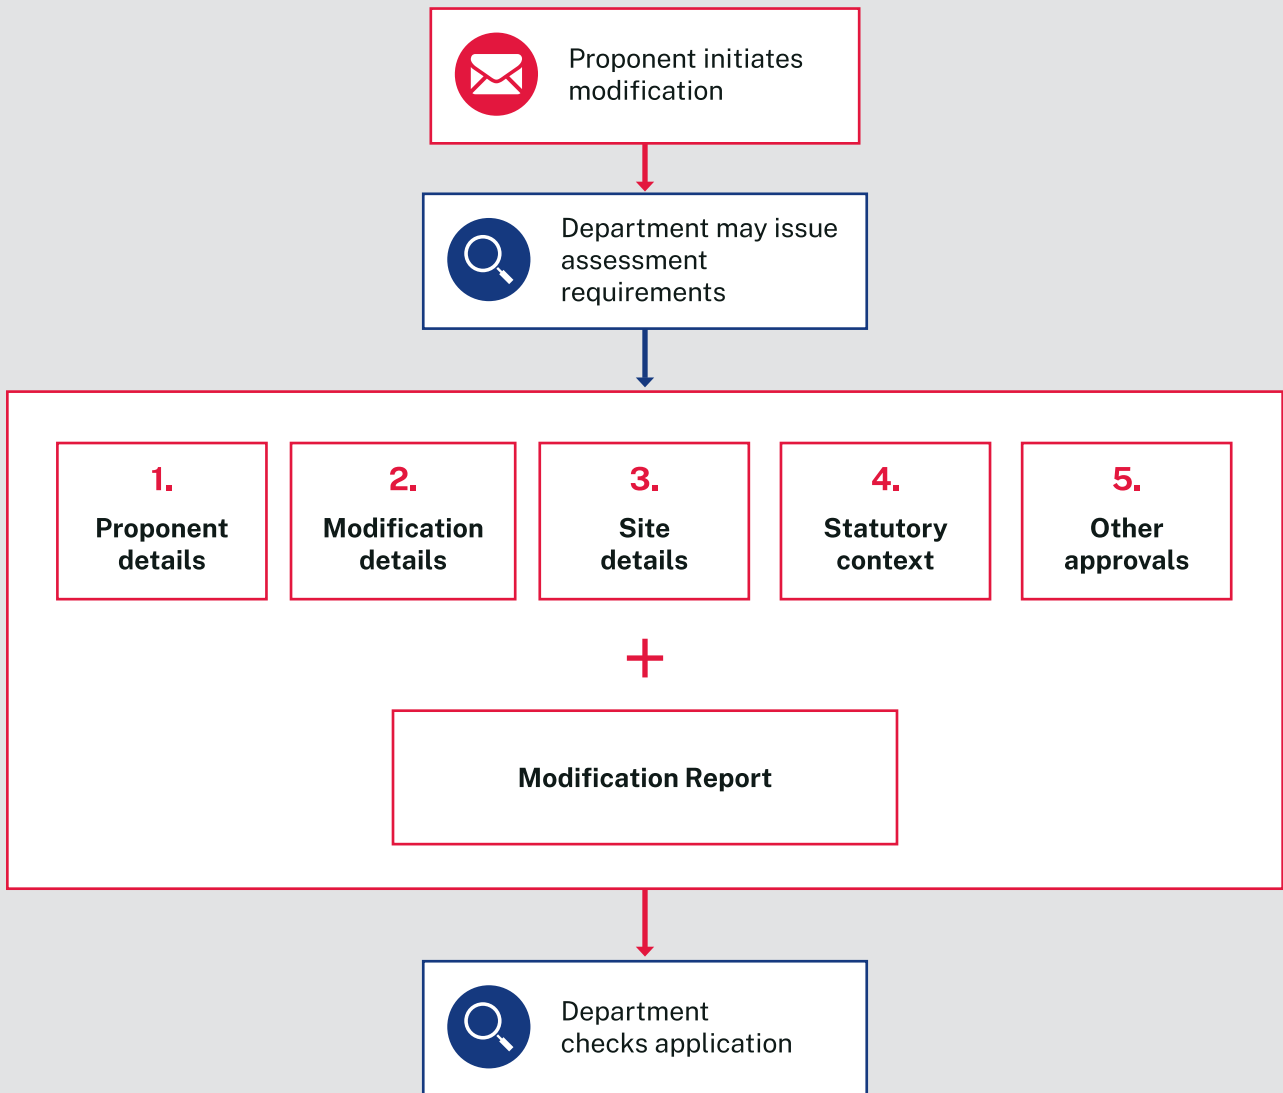 Proponent initiates
modification
Department may issue
assessment
requirements
1.
Proponent
details
2.
Modification
details
3.
Site
details
4.
Statutory
context
5.
Other
approvals
+
Modification Report
Department
checks application